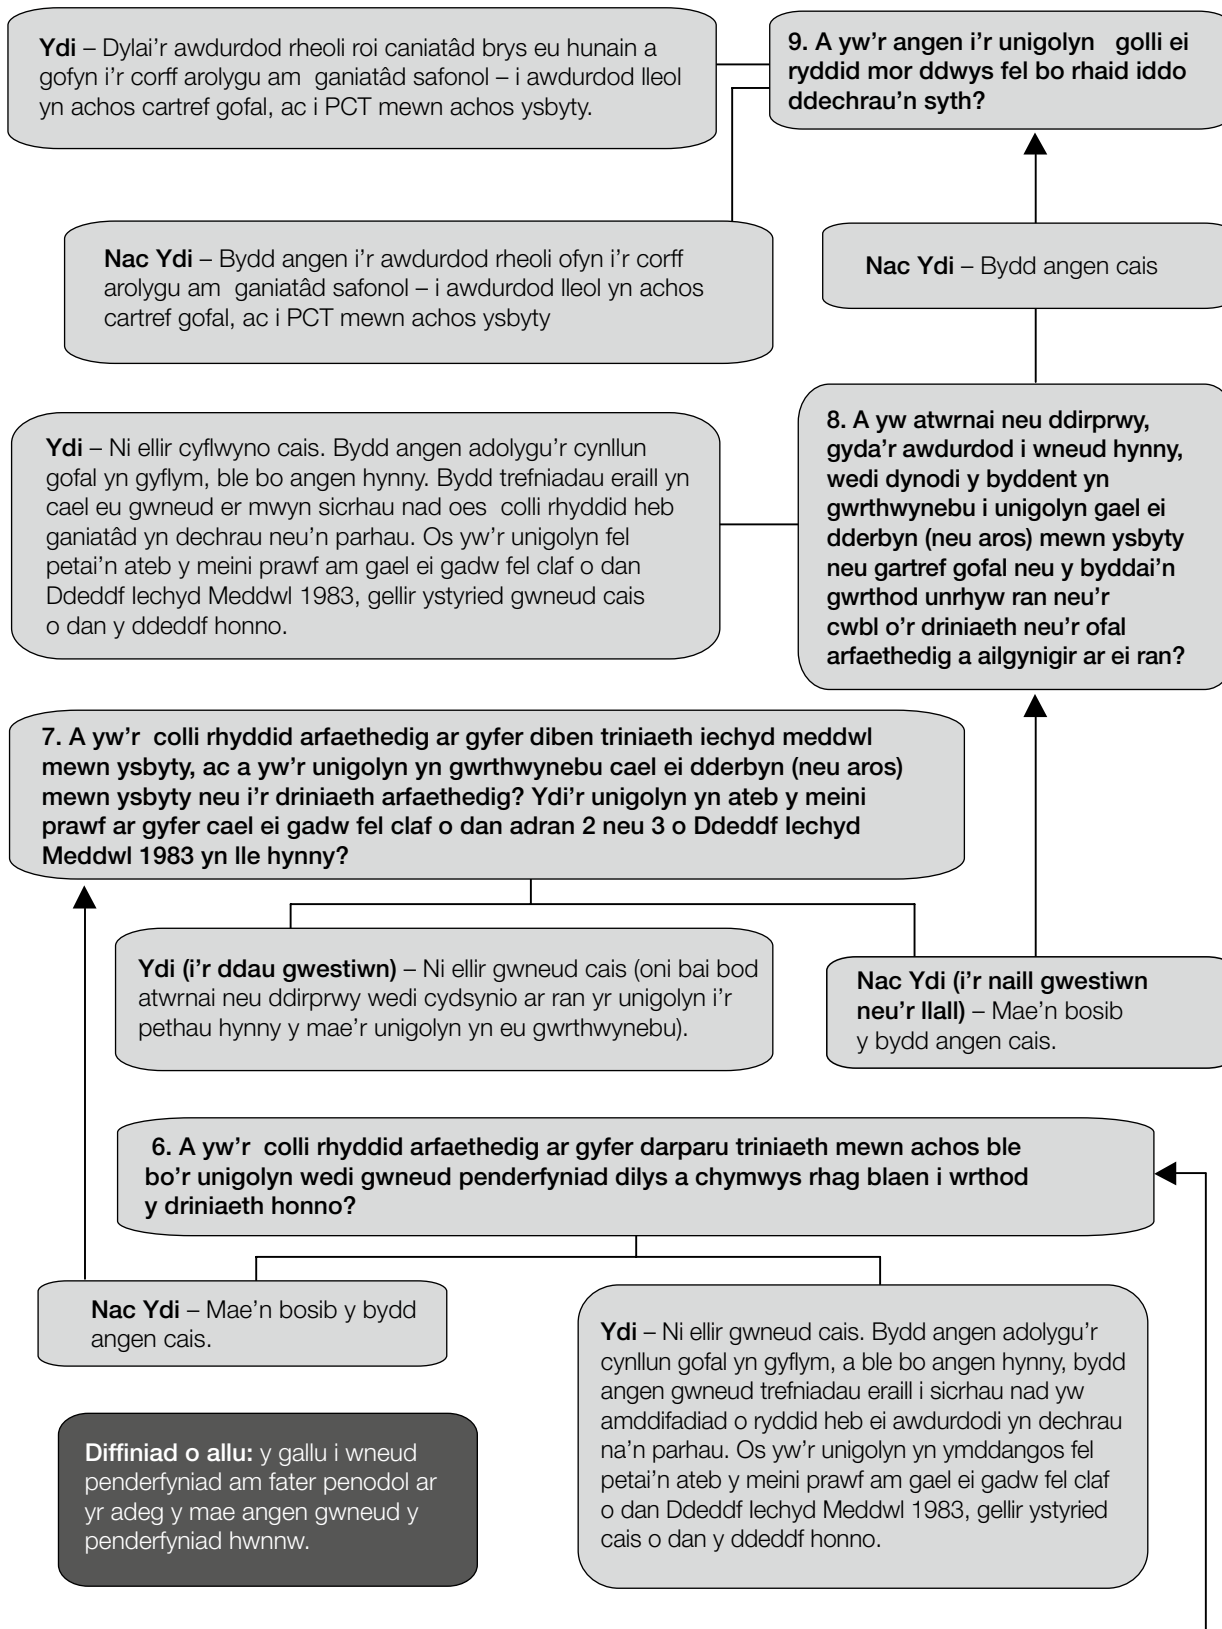 Ydi – Dylai'r awdurdod rheoli roi caniatâd brys eu hunain a
gofyn i'r corff arolygu am ganiatâd safonol – i awdurdod lleol
yn achos cartref gofal, ac i PCT mewn achos ysbyty.
9. A yw'r angen i'r unigolyn golli ei
ryddid mor ddwys fel bo rhaid iddo
ddechrau'n syth?
Nac Ydi – Bydd angen i'r awdurdod rheoli ofyn i'r corff
arolygu am ganiatâd safonol – i awdurdod lleol yn achos
cartref gofal, ac i PCT mewn achos ysbyty
Nac Ydi – Bydd angen cais
Ydi – Ni ellir cyflwyno cais. Bydd angen adolygu'r cynllun
gofal yn gyflym, ble bo angen hynny. Bydd trefniadau eraill yn
cael eu gwneud er mwyn sicrhau nad oes colli rhyddid heb
ganiatâd yn dechrau neu'n parhau. Os yw'r unigolyn fel
petai'n ateb y meini prawf am gael ei gadw fel claf o dan
Ddeddf Iechyd Meddwl 1983, gellir ystyried gwneud cais
o dan y ddeddf honno.
8. A yw atwrnai neu ddirprwy,
gyda'r awdurdod i wneud hynny,
wedi dynodi y byddent yn
gwrthwynebu i unigolyn gael ei
dderbyn (neu aros) mewn ysbyty
neu gartref gofal neu y byddai'n
gwrthod unrhyw ran neu'r
cwbl o'r driniaeth neu'r ofal
arfaethedig a ailgynigir ar ei ran?
7. A yw'r colli rhyddid arfaethedig ar gyfer diben triniaeth iechyd meddwl
mewn ysbyty, ac a yw'r unigolyn yn gwrthwynebu cael ei dderbyn (neu aros)
mewn ysbyty neu i'r driniaeth arfaethedig? Ydi'r unigolyn yn ateb y meini
prawf ar gyfer cael ei gadw fel claf o dan adran 2 neu 3 o Ddeddf Iechyd
Meddwl 1983 yn lle hynny?
Ydi (i'r ddau gwestiwn) – Ni ellir gwneud cais (oni bai bod
atwrnai neu ddirprwy wedi cydsynio ar ran yr unigolyn i'r
pethau hynny y mae'r unigolyn yn eu gwrthwynebu).
Nac Ydi (i'r naill gwestiwn
neu'r llall) – Mae'n bosib
y bydd angen cais.
6. A yw'r colli rhyddid arfaethedig ar gyfer darparu triniaeth mewn achos ble
bo'r unigolyn wedi gwneud penderfyniad dilys a chymwys rhag blaen i wrthod
y driniaeth honno?
Nac Ydi – Mae'n bosib y bydd
angen cais.
Ydi – Ni ellir gwneud cais. Bydd angen adolygu'r
cynllun gofal yn gyflym, a ble bo angen hynny, bydd
angen gwneud trefniadau eraill i sicrhau nad yw
amddifadiad o ryddid heb ei awdurdodi yn dechrau
na'n parhau. Os yw'r unigolyn yn ymddangos fel
petai'n ateb y meini prawf am gael ei gadw fel claf
o dan Ddeddf Iechyd Meddwl 1983, gellir ystyried
cais o dan y ddeddf honno.
Diffiniad o allu: y gallu i wneud
penderfyniad am fater penodol ar
yr adeg y mae angen gwneud y
penderfyniad hwnnw.